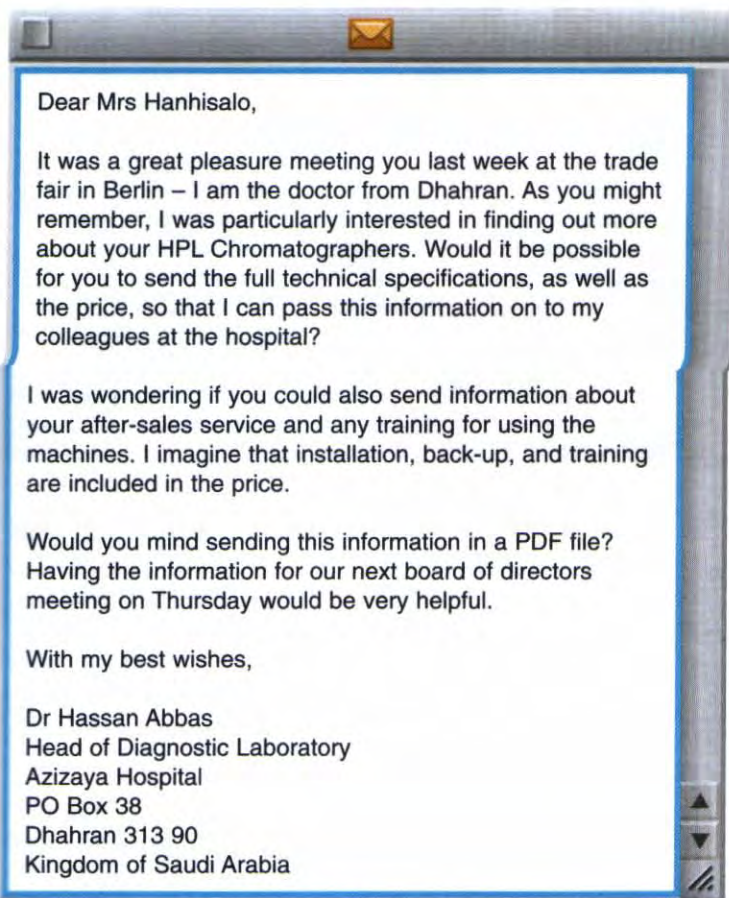 Dear Mrs Hanhisalo,
It was a great pleasure meeting you last week at the trade
fair in Berlin – I am the doctor from Dhahran. As you might
remember, I was particularly interested in finding out more
about your HPL Chromatographers. Would it be possible
for you to send the full technical specifications, as well as
the price, so that I can pass this information on to my
colleagues at the hospital?
I was wondering if you could also send information about
your after-sales service and any training for using the
machines. I imagine that installation, back-up, and training
are included in the price.
Would you mind sending this information in a PDF file?
Having the information for our next board of directors
meeting on Thursday would be very helpful.
With my best wishes,
Dr Hassan Abbas
Head of Diagnostic Laboratory
Azizaya Hospital
PO Box 38
Dhahran 313 90
Kingdom of Saudi Arabia